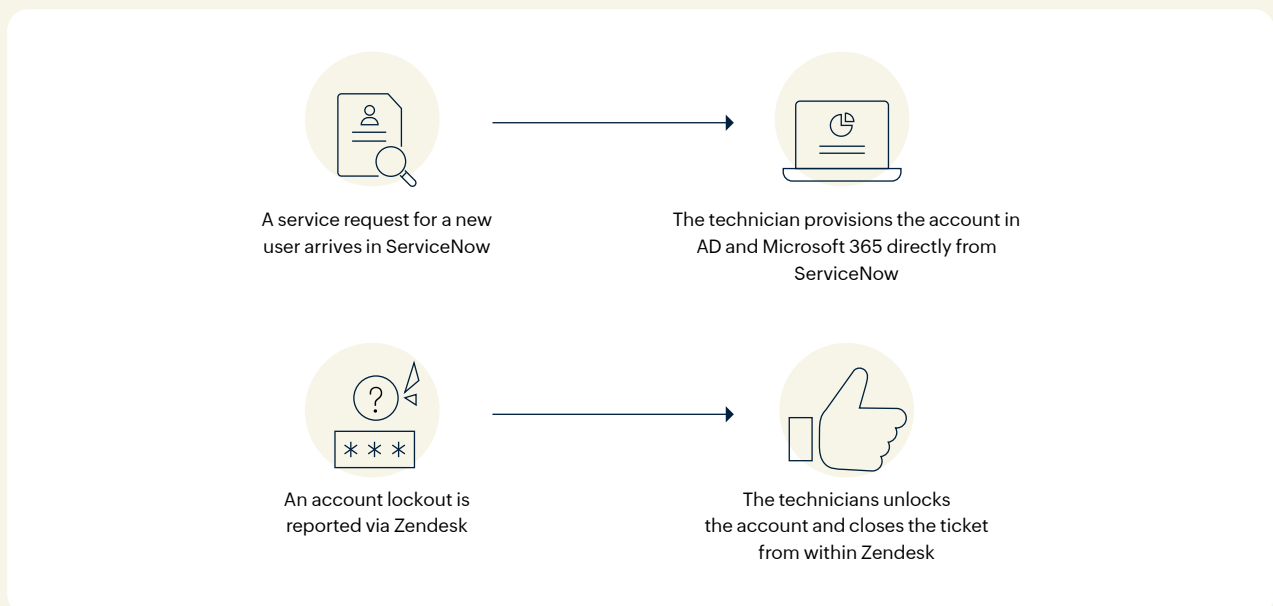 A service request for a new
user arrives in ServiceNow
The technician provisions the account in
AD and Microsoft 365 directly from
ServiceNow
?
* * *
An account lockout is
reported via Zendesk
The technicians unlocks
the account and closes the ticket
from within Zendesk